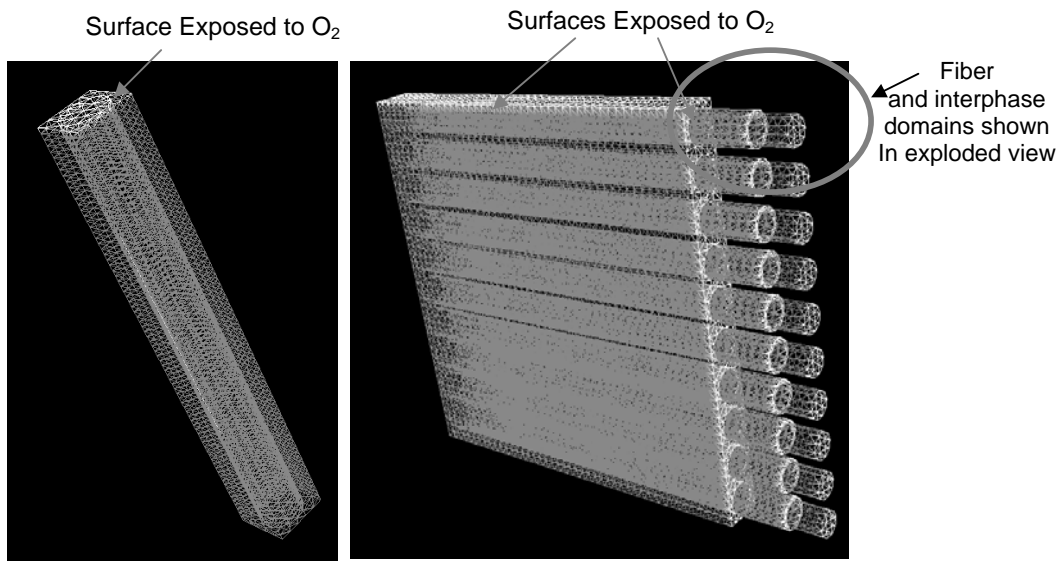 Surface Exposed to O₂
Surfaces Exposed to O₂
Fiber
and interphase
domains shown
In exploded view